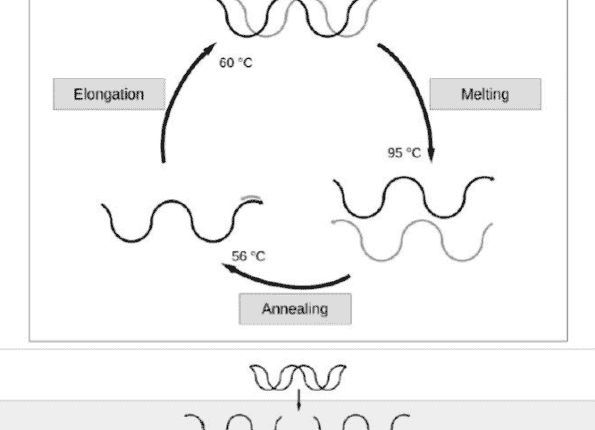 60 °C
Elongation
Melting
95 °C
56 °C
Annealing